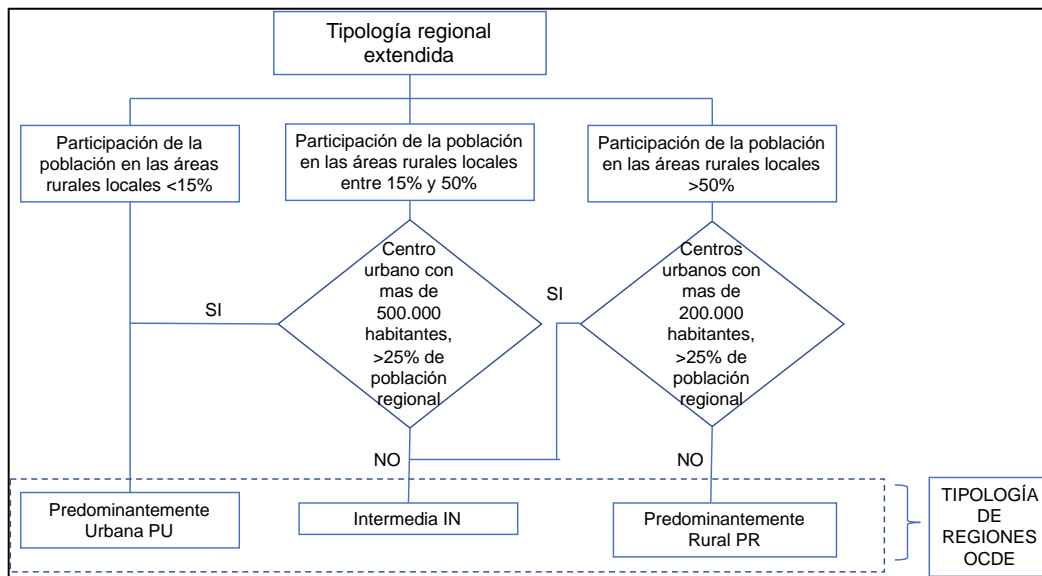 Tipología regional
extendida
Participación de la
población en las áreas
rurales locales <15%
Participación de la población
en las áreas rurales locales
entre 15% y 50%
Participación de la población
en las áreas rurales locales
>50%
Centro
urbano con
mas de
500.000
habitantes,
>25% de
población
regional
Centros
urbanos con
mas de
200.000
habitantes,
>25% de
población
regional
SI
SI
NO
NO
Predominantemente
Urbana PU
Intermedia IN
Predominantemente
Rural PR
TIPOLOGÍA
DE
REGIONES
OCDE